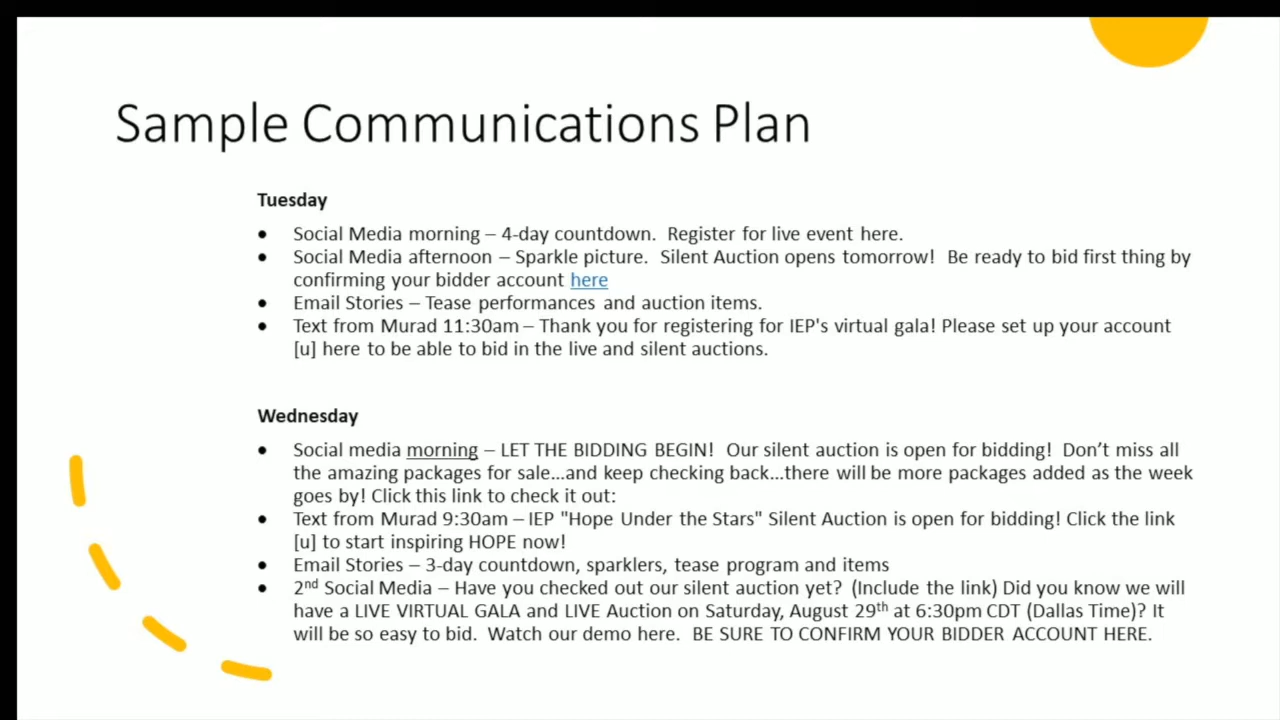 Sample Communications Plan
Tuesday
• Social Media morning – 4-day countdown.  Register for live event here.
• Social Media afternoon – Sparkle picture.  Silent Auction opens tomorrow!  Be ready to bid first thing by
confirming your bidder account here
• Email Stories – Tease performances and auction items.
• Text from Murad 11:30am – Thank you for registering for IEP's virtual gala! Please set up your account
[u] here to be able to bid in the live and silent auctions.
Wednesday
• Social media morning – LET THE BIDDING BEGIN!  Our silent auction is open for bidding!  Don’t miss all
the amazing packages for sale…and keep checking back…there will be more packages added as the week
goes by! Click this link to check it out:
• Text from Murad 9:30am – IEP "Hope Under the Stars" Silent Auction is open for bidding! Click the link
[u] to start inspiring HOPE now!
• Email Stories – 3-day countdown, sparklers, tease program and items
• 2nd Social Media – Have you checked out our silent auction yet?  (Include the link) Did you know we will
have a LIVE VIRTUAL GALA and LIVE Auction on Saturday, August 29th at 6:30pm CDT (Dallas Time)? It
will be so easy to bid.  Watch our demo here.  BE SURE TO CONFIRM YOUR BIDDER ACCOUNT HERE.